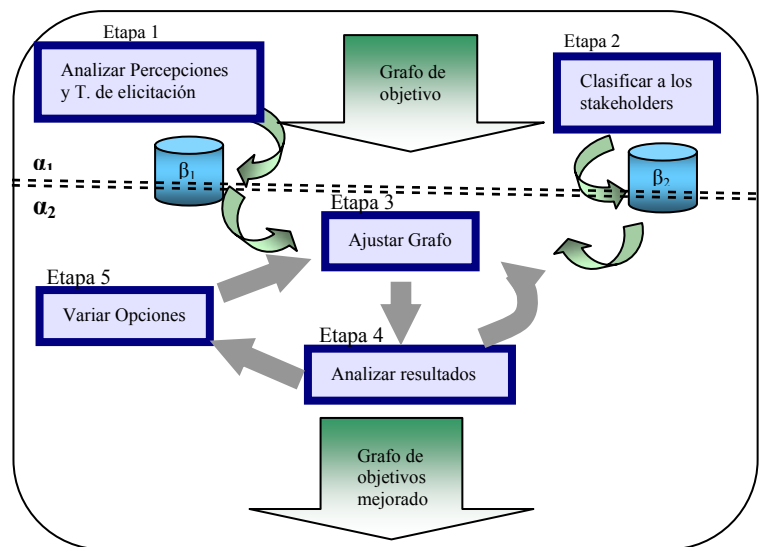 Etapa 1
Analizar Percepciones
y T. de elicitación
Grafo de
objetivo
Etapa 2
Clasificar a los
stakeholders
α₁
β₁
β₂
α₂
Etapa 3
Ajustar Grafo
Etapa 5
Variar Opciones
Etapa 4
Analizar resultados
Grafo de
objetivos
mejorado